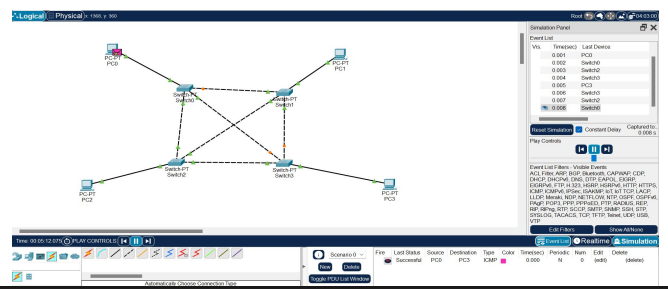 Logical Physical x: 1568, y: 360 Root 04:03:00
PC-PT
PC0
PC-PT
PC1
Switch-PT
Switch0
Switch-PT
Switch1
Switch-PT
Switch2
Switch-PT
Switch3
PC-PT
PC2
PC-PT
PC3
Simulation Panel
Event List
Vis. Time(sec) Last Device
0.001 PC0
0.002 Switch0
0.003 Switch2
0.004 Switch3
0.005 PC3
0.006 Switch3
0.007 Switch2
0.008 Switch0
Reset Simulation Constant Delay Captured to:
0.008 s
Play Controls
Event List Filters - Visible Events
ACL Filter, ARP, BGP, Bluetooth, CAPWAP, CDP,
DHCP, DHCPv6, DNS, DTP, EAPOL, EIGRP,
EIGRPv6, FTP, H.323, HSRP, HSRPv6, HTTP, HTTPS,
ICMP, ICMPv6, IPSec, ISAKMP, IoT, IoT TCP, LACP,
LLDP, Meraki, NDP, NETFLOW, NTP, OSPF, OSPFv6,
PAgP, POP3, PPP, PPPoED, PTP, RADIUS, REP,
RIP, RIPng, RTP, SCCP, SMTP, SNMP, SSH, STP,
SYSLOG, TACACS, TCP, TFTP, Telnet, UDP, USB,
VTP
Edit Filters Show All/None
Time: 00:05:12.075 PLAY CONTROLS: Event List Realtime Simulation
Scenario 0
New Delete
Toggle PDU List Window
Fire Last Status Source Destination Type Color Time(sec) Periodic Num Edit Delete
Successful PC0 PC3 ICMP 0.000 N 0 (edit) (delete)
Automatically Choose Connection Type